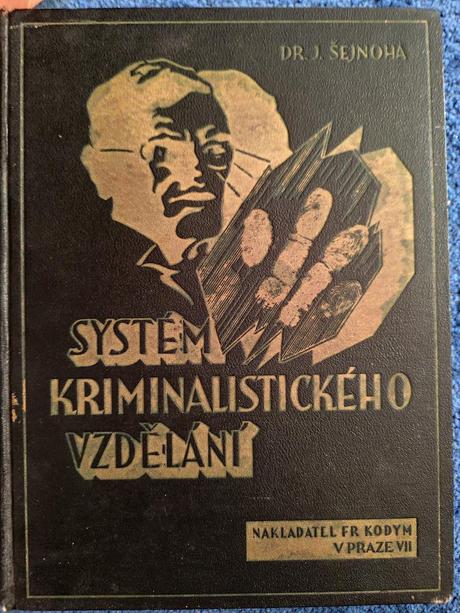 DR. J. ŠEJNOHA
SYSTÉM
KRIMINALISTICKÉHO
VZDĚLÁNÍ
NAKLADATEL FR. KODYM
V PRAZE VII